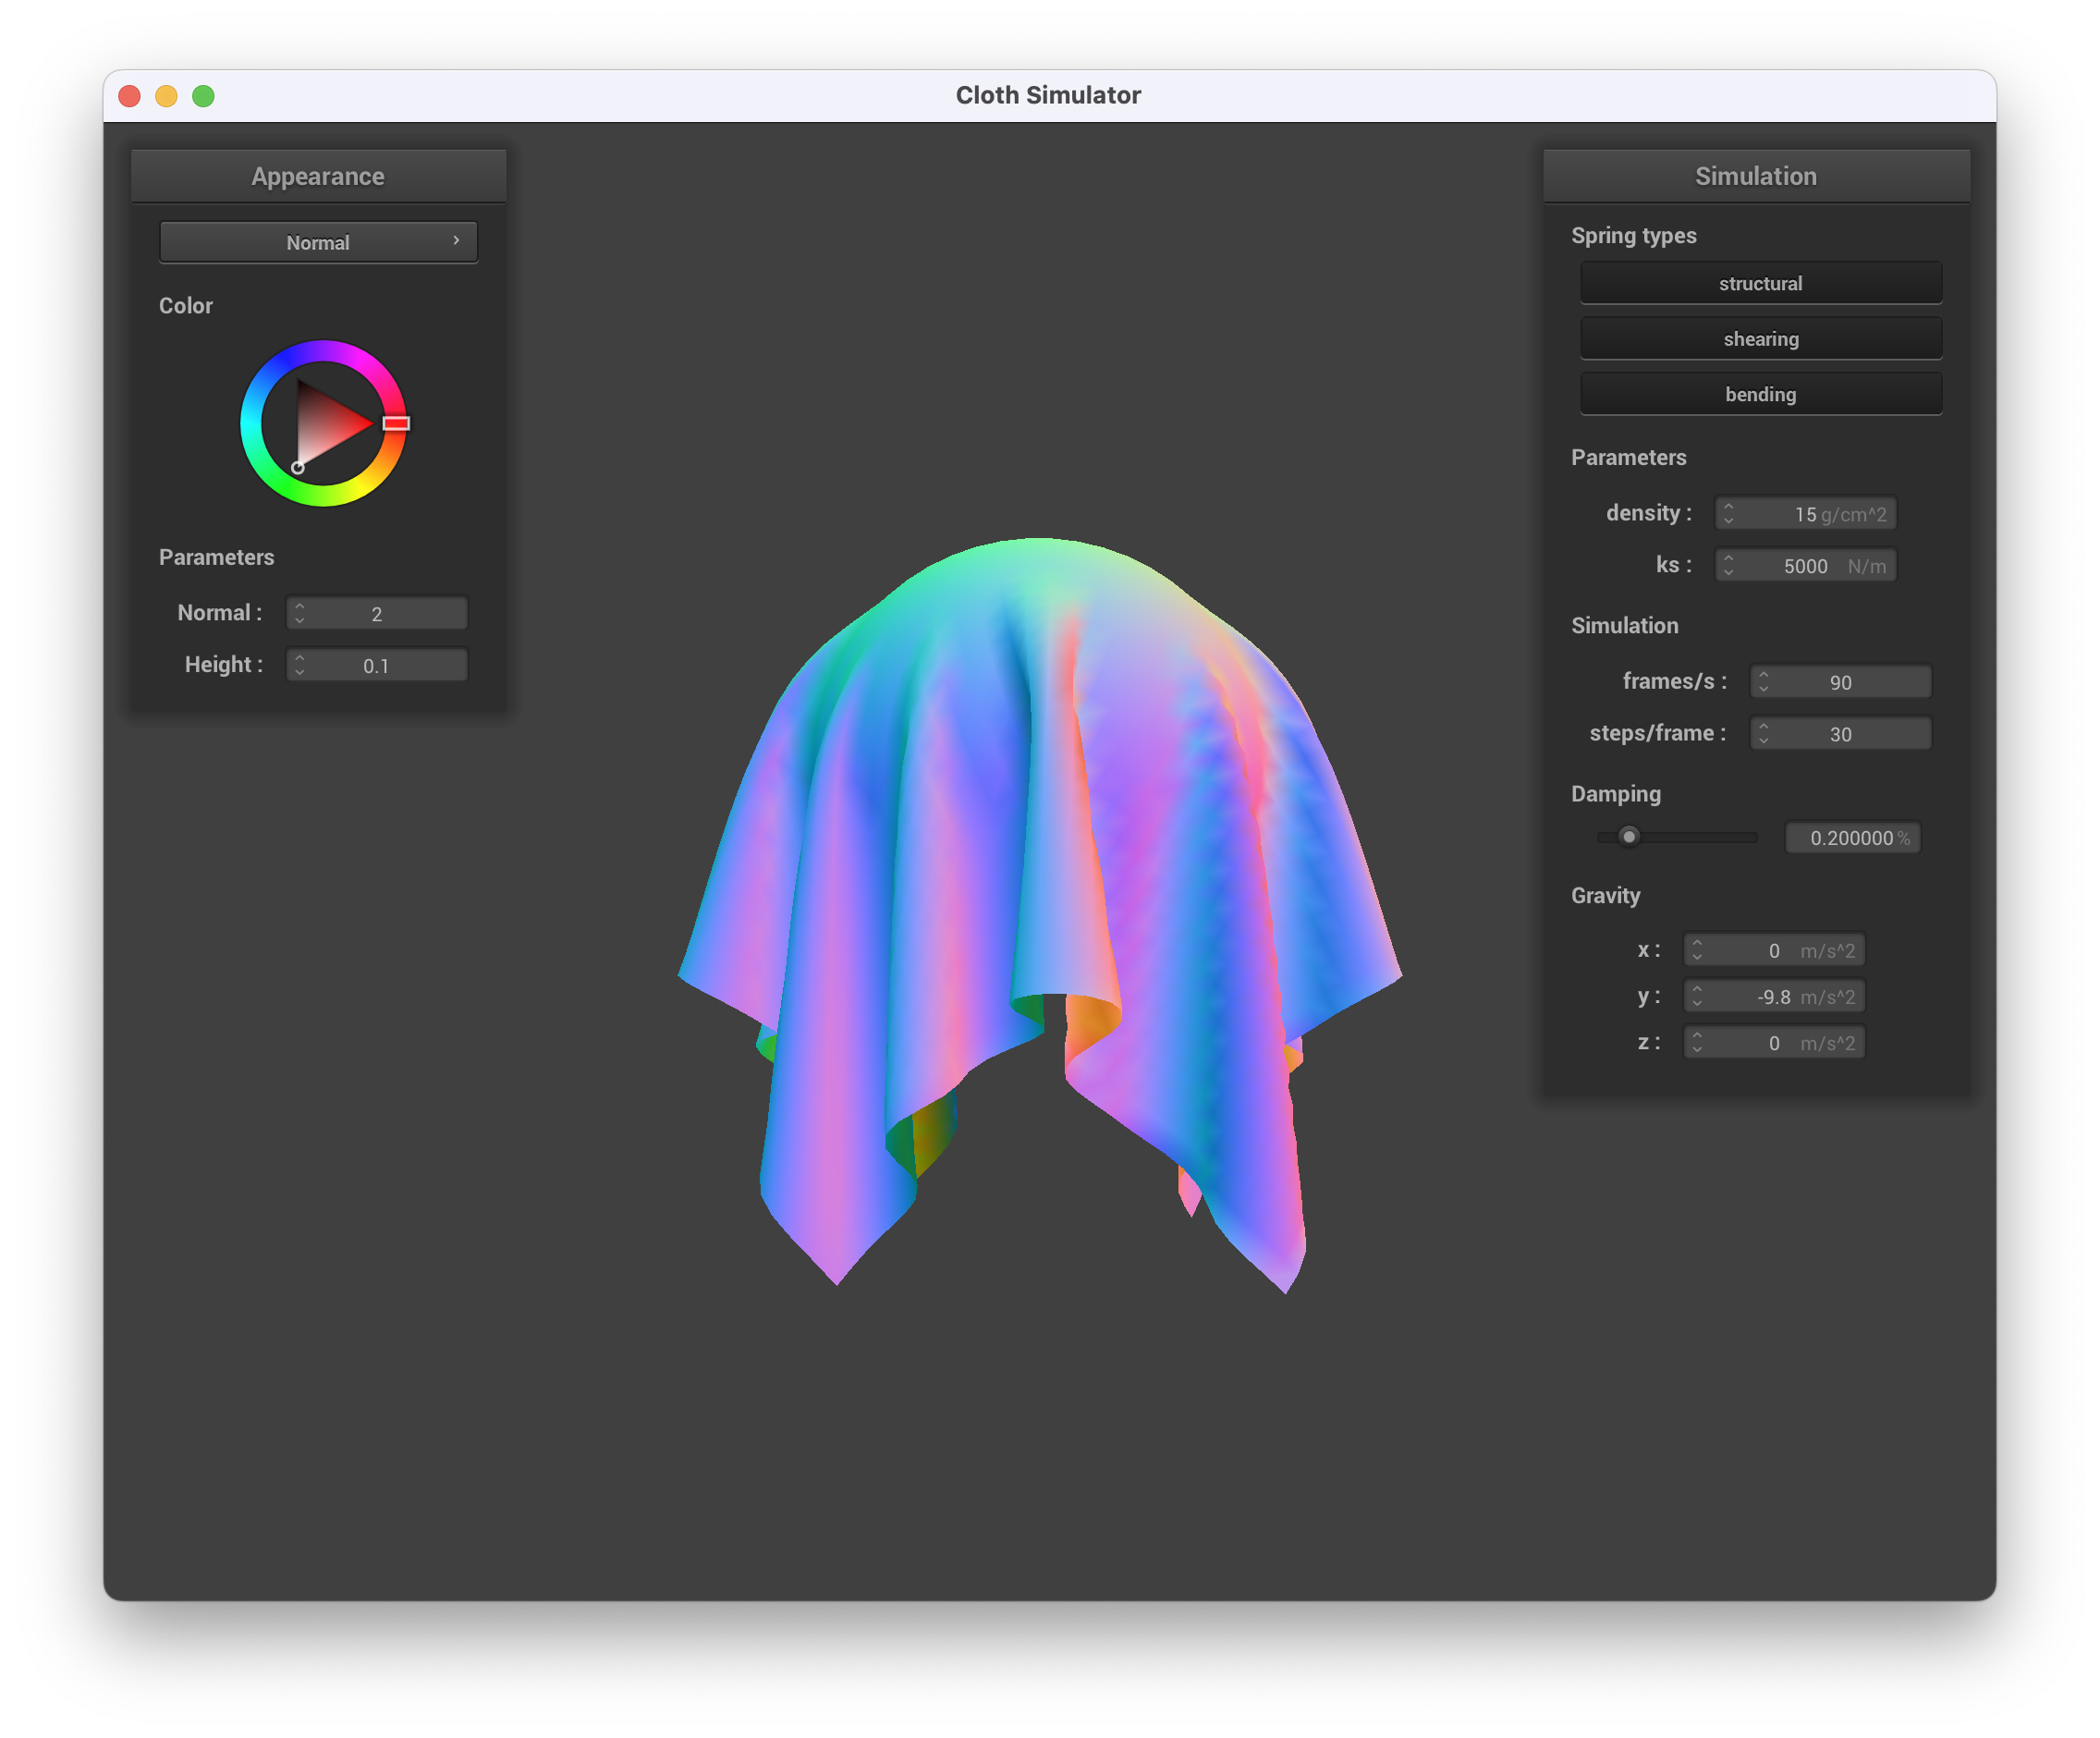 Cloth Simulator
Appearance
Normal
Color
Parameters
Normal : 2
Height : 0.1
Simulation
Spring types
structural
shearing
bending
Parameters
density : 15 g/cm^2
ks : 5000 N/m
Simulation
frames/s : 90
steps/frame : 30
Damping
0.200000 %
Gravity
x : 0 m/s^2
y : -9.8 m/s^2
z : 0 m/s^2